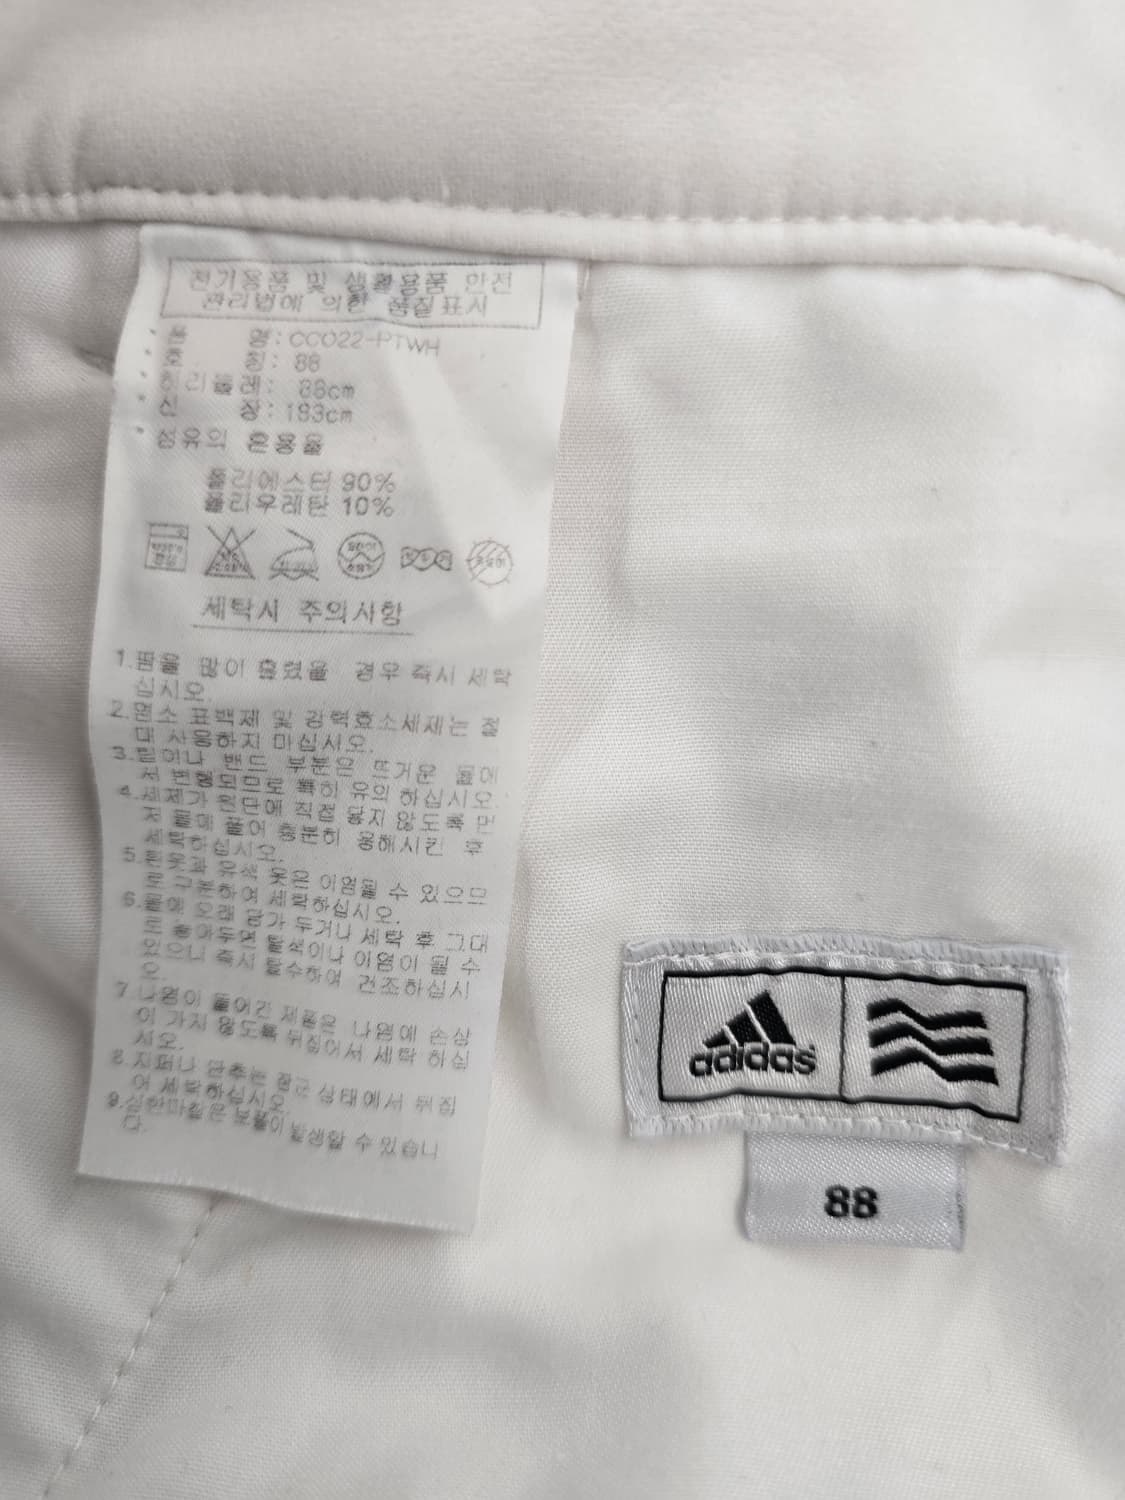 전기용품 및 생활용품 안전
관리법에 의한 품질표시
품 명: CC022-PTWH
호 칭: 88
허리둘레: 88cm
신 장: 183cm
섬유의 혼용율
폴리에스터 90%
폴리우레탄 10%
세탁시 주의사항
1.땀을 많이 흘렸을 경우 즉시 세탁
십시오.
2.염소 표백제 및 강력효소세제는 절
대 사용하지 마십시오.
3.밑이나 밴드 부분은 뜨거운 물에
서 변형되므로 특히 유의 하십시오.
4.세제가 원단에 직접 묻지 않도록 먼
저 물에 풀어 충분히 용해시킨 후
세탁하십시오.
5.흰옷과 유색 옷은 이염될 수 있으므
로 구분하여 세탁하십시오.
6.물에 오래 담가 두거나 세탁 후 그대
로 놓아두면 탈색이나 이염이 될 수
있으니 즉시 탈수하여 건조하십시
오.
7.나염이 들어간 제품은 나염에 손상
이 가지 않도록 뒤집어서 세탁 하십
시오.
8.지퍼나 단추는 잠근 상태에서 뒤집
어 세탁하십시오.
9.심한마찰은 보풀이 발생할 수 있습니
다.
adidas
88